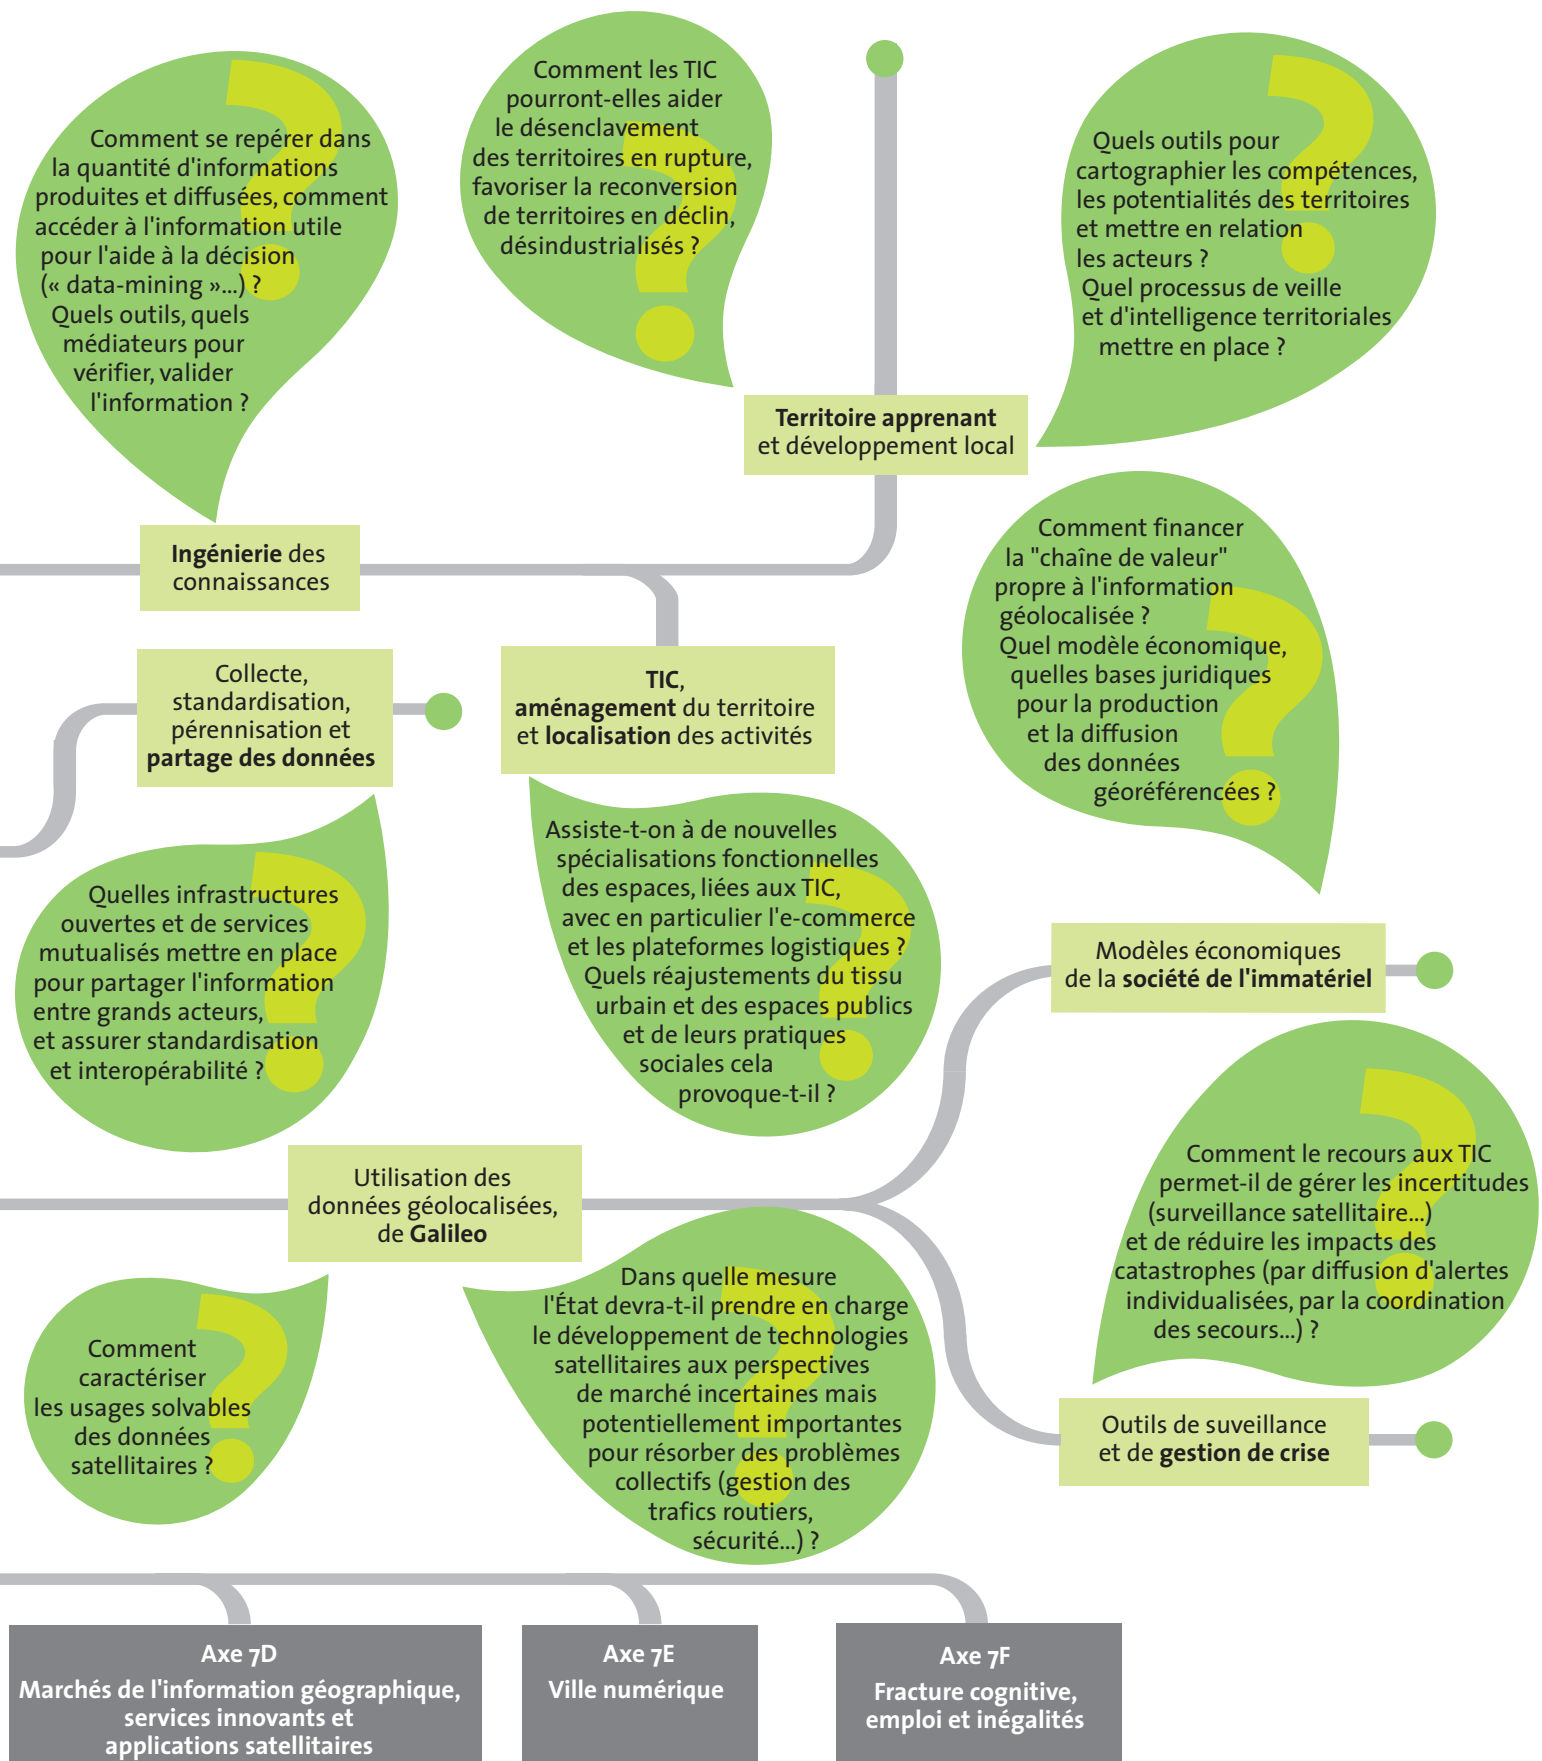 Comment se repérer dans
la quantité d'informations
produites et diffusées, comment
accéder à l'information utile
pour l'aide à la décision
(« data-mining »...) ?
Quels outils, quels
médiateurs pour
vérifier, valider
l'information ?
Comment les TIC
pourront-elles aider
le désenclavement
des territoires en rupture,
favoriser la reconversion
de territoires en déclin,
désindustrialisés ?
Quels outils pour
cartographier les compétences,
les potentialités des territoires
et mettre en relation
les acteurs ?
Quel processus de veille
et d'intelligence territoriales
mettre en place ?
Territoire apprenant
et développement local
Ingénierie des
connaissances
Comment financer
la "chaîne de valeur"
propre à l'information
géolocalisée ?
Quel modèle économique,
quelles bases juridiques
pour la production
et la diffusion
des données
géoréférencées ?
Collecte,
standardisation,
pérennisation et
partage des données
TIC,
aménagement du territoire
et localisation des activités
Quelles infrastructures
ouvertes et de services
mutualisés mettre en place
pour partager l'information
entre grands acteurs,
et assurer standardisation
et interopérabilité ?
Assiste-t-on à de nouvelles
spécialisations fonctionnelles
des espaces, liées aux TIC,
avec en particulier l'e-commerce
et les plateformes logistiques ?
Quels réajustements du tissu
urbain et des espaces publics
et de leurs pratiques
sociales cela
provoque-t-il ?
Modèles économiques
de la société de l'immatériel
Utilisation des
données géolocalisées,
de Galileo
Comment le recours aux TIC
permet-il de gérer les incertitudes
(surveillance satellitaire...)
et de réduire les impacts des
catastrophes (par diffusion d'alertes
individualisées, par la coordination
des secours...) ?
Comment
caractériser
les usages solvables
des données
satellitaires ?
Dans quelle mesure
l'État devra-t-il prendre en charge
le développement de technologies
satellitaires aux perspectives
de marché incertaines mais
potentiellement importantes
pour résorber des problèmes
collectifs (gestion des
trafics routiers,
sécurité...) ?
Outils de suveillance
et de gestion de crise
Axe 7D
Marchés de l'information géographique,
services innovants et
applications satellitaires
Axe 7E
Ville numérique
Axe 7F
Fracture cognitive,
emploi et inégalités